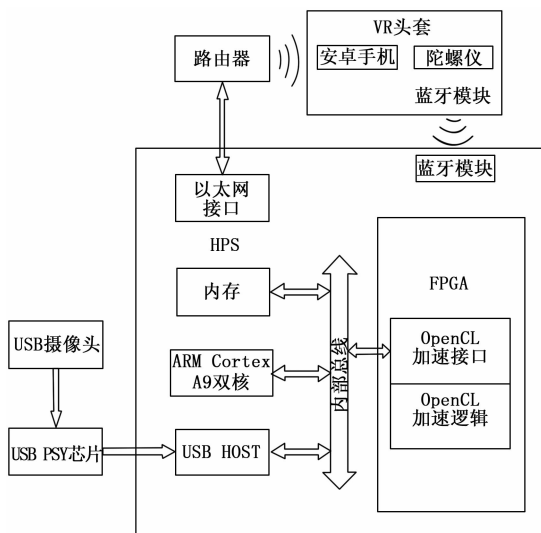 VR头套
路由器
安卓手机
陀螺仪
蓝牙模块
蓝牙模块
以太网
接口
HPS
内存
FPGA
USB摄像头
ARM Cortex
A9双核
内部总线
OpenCL
加速接口
OpenCL
加速逻辑
USB PSY芯片
USB HOST